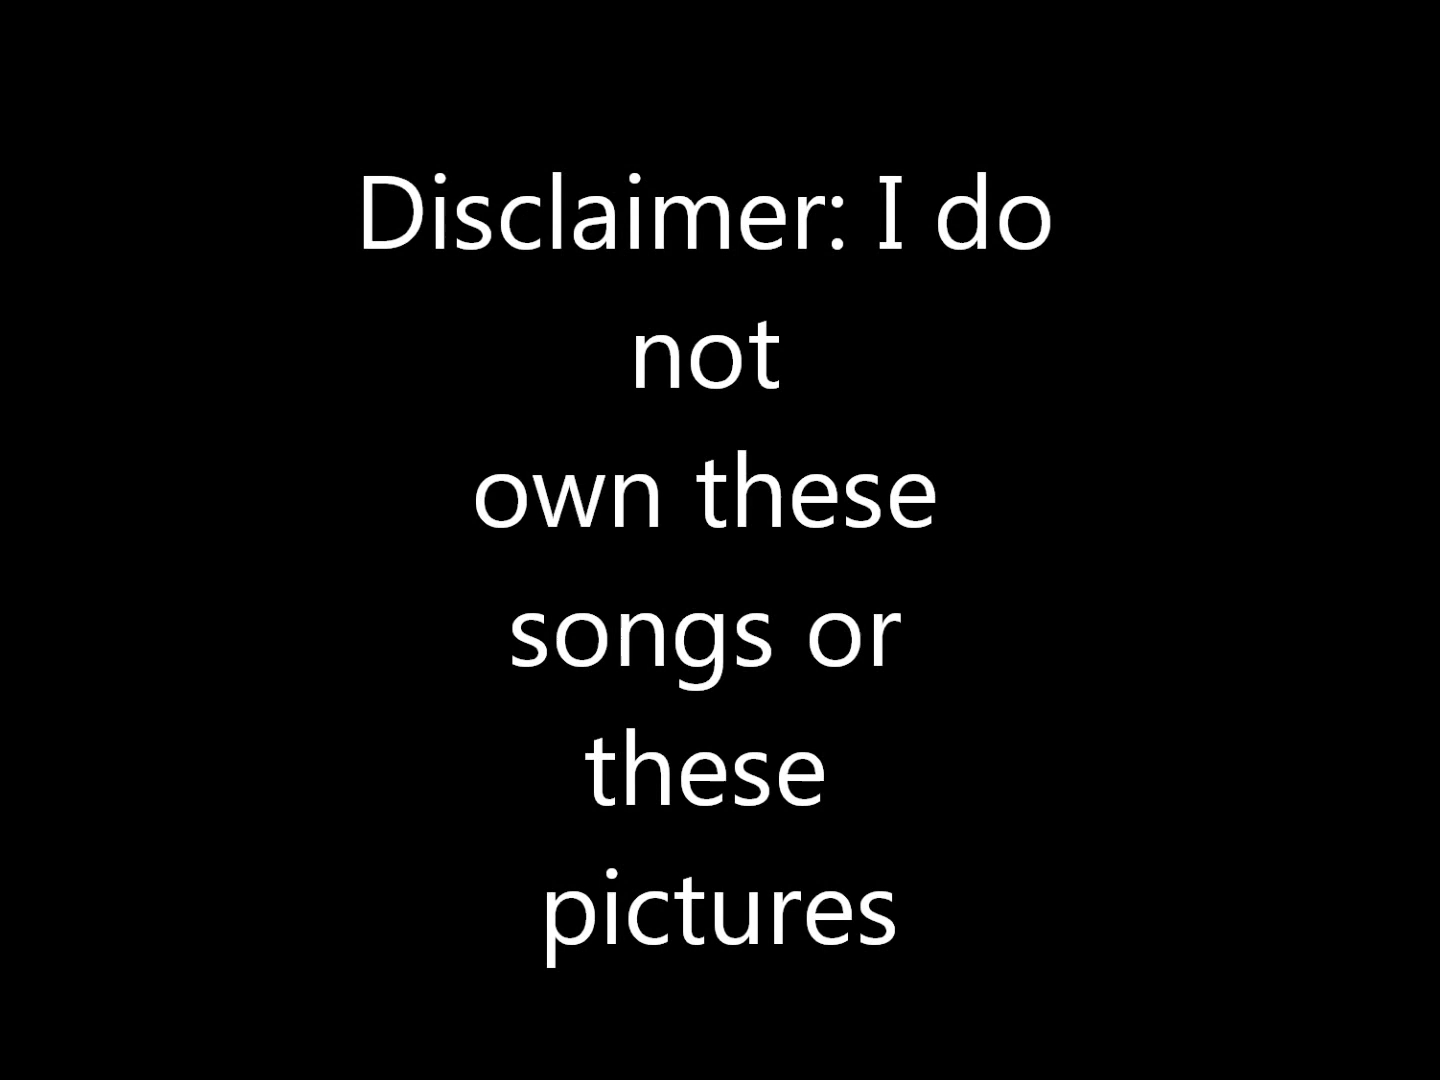 Disclaimer: I do
not
own these
songs or
these
pictures